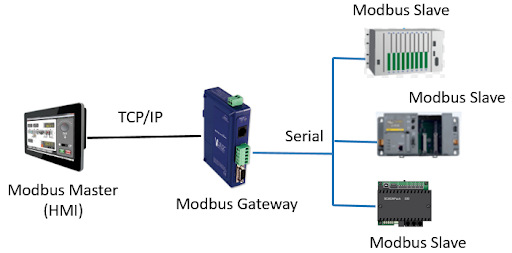 Modbus Slave
TCP/IP
Modbus Slave
Serial
Modbus Master
(HMI)
Modbus Gateway
Modbus Slave